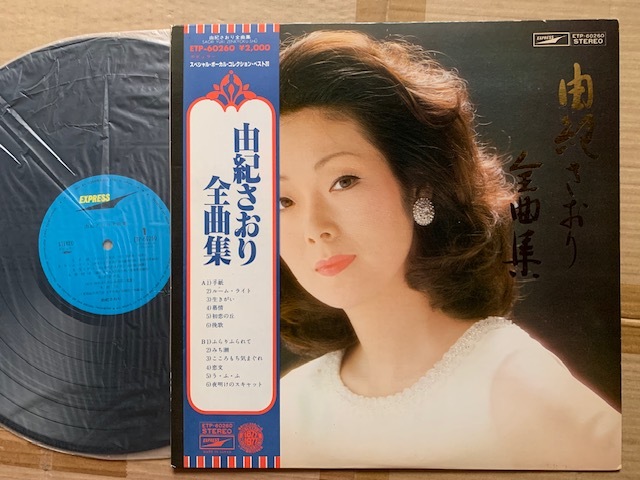 由紀さおり全曲集
ETP-60260 ¥2,000
スペシャル・ボーカル・コレクション・ベスト20
由紀さおり
全曲集
A 1)手紙
2)ルーム・ライト
3)生きがい
4)慕情
5)初恋の丘
6)挽歌
B 1)ふらりふられて
2)みち潮
3)こころもち気まぐれ
4)恋文
5)う・ふ・ふ
6)夜明けのスキャット
ETP-60260
STEREO
EXPRESS
EXPRESS
ETP-60260
STEREO
由紀さおり
全曲集
EXPRESS